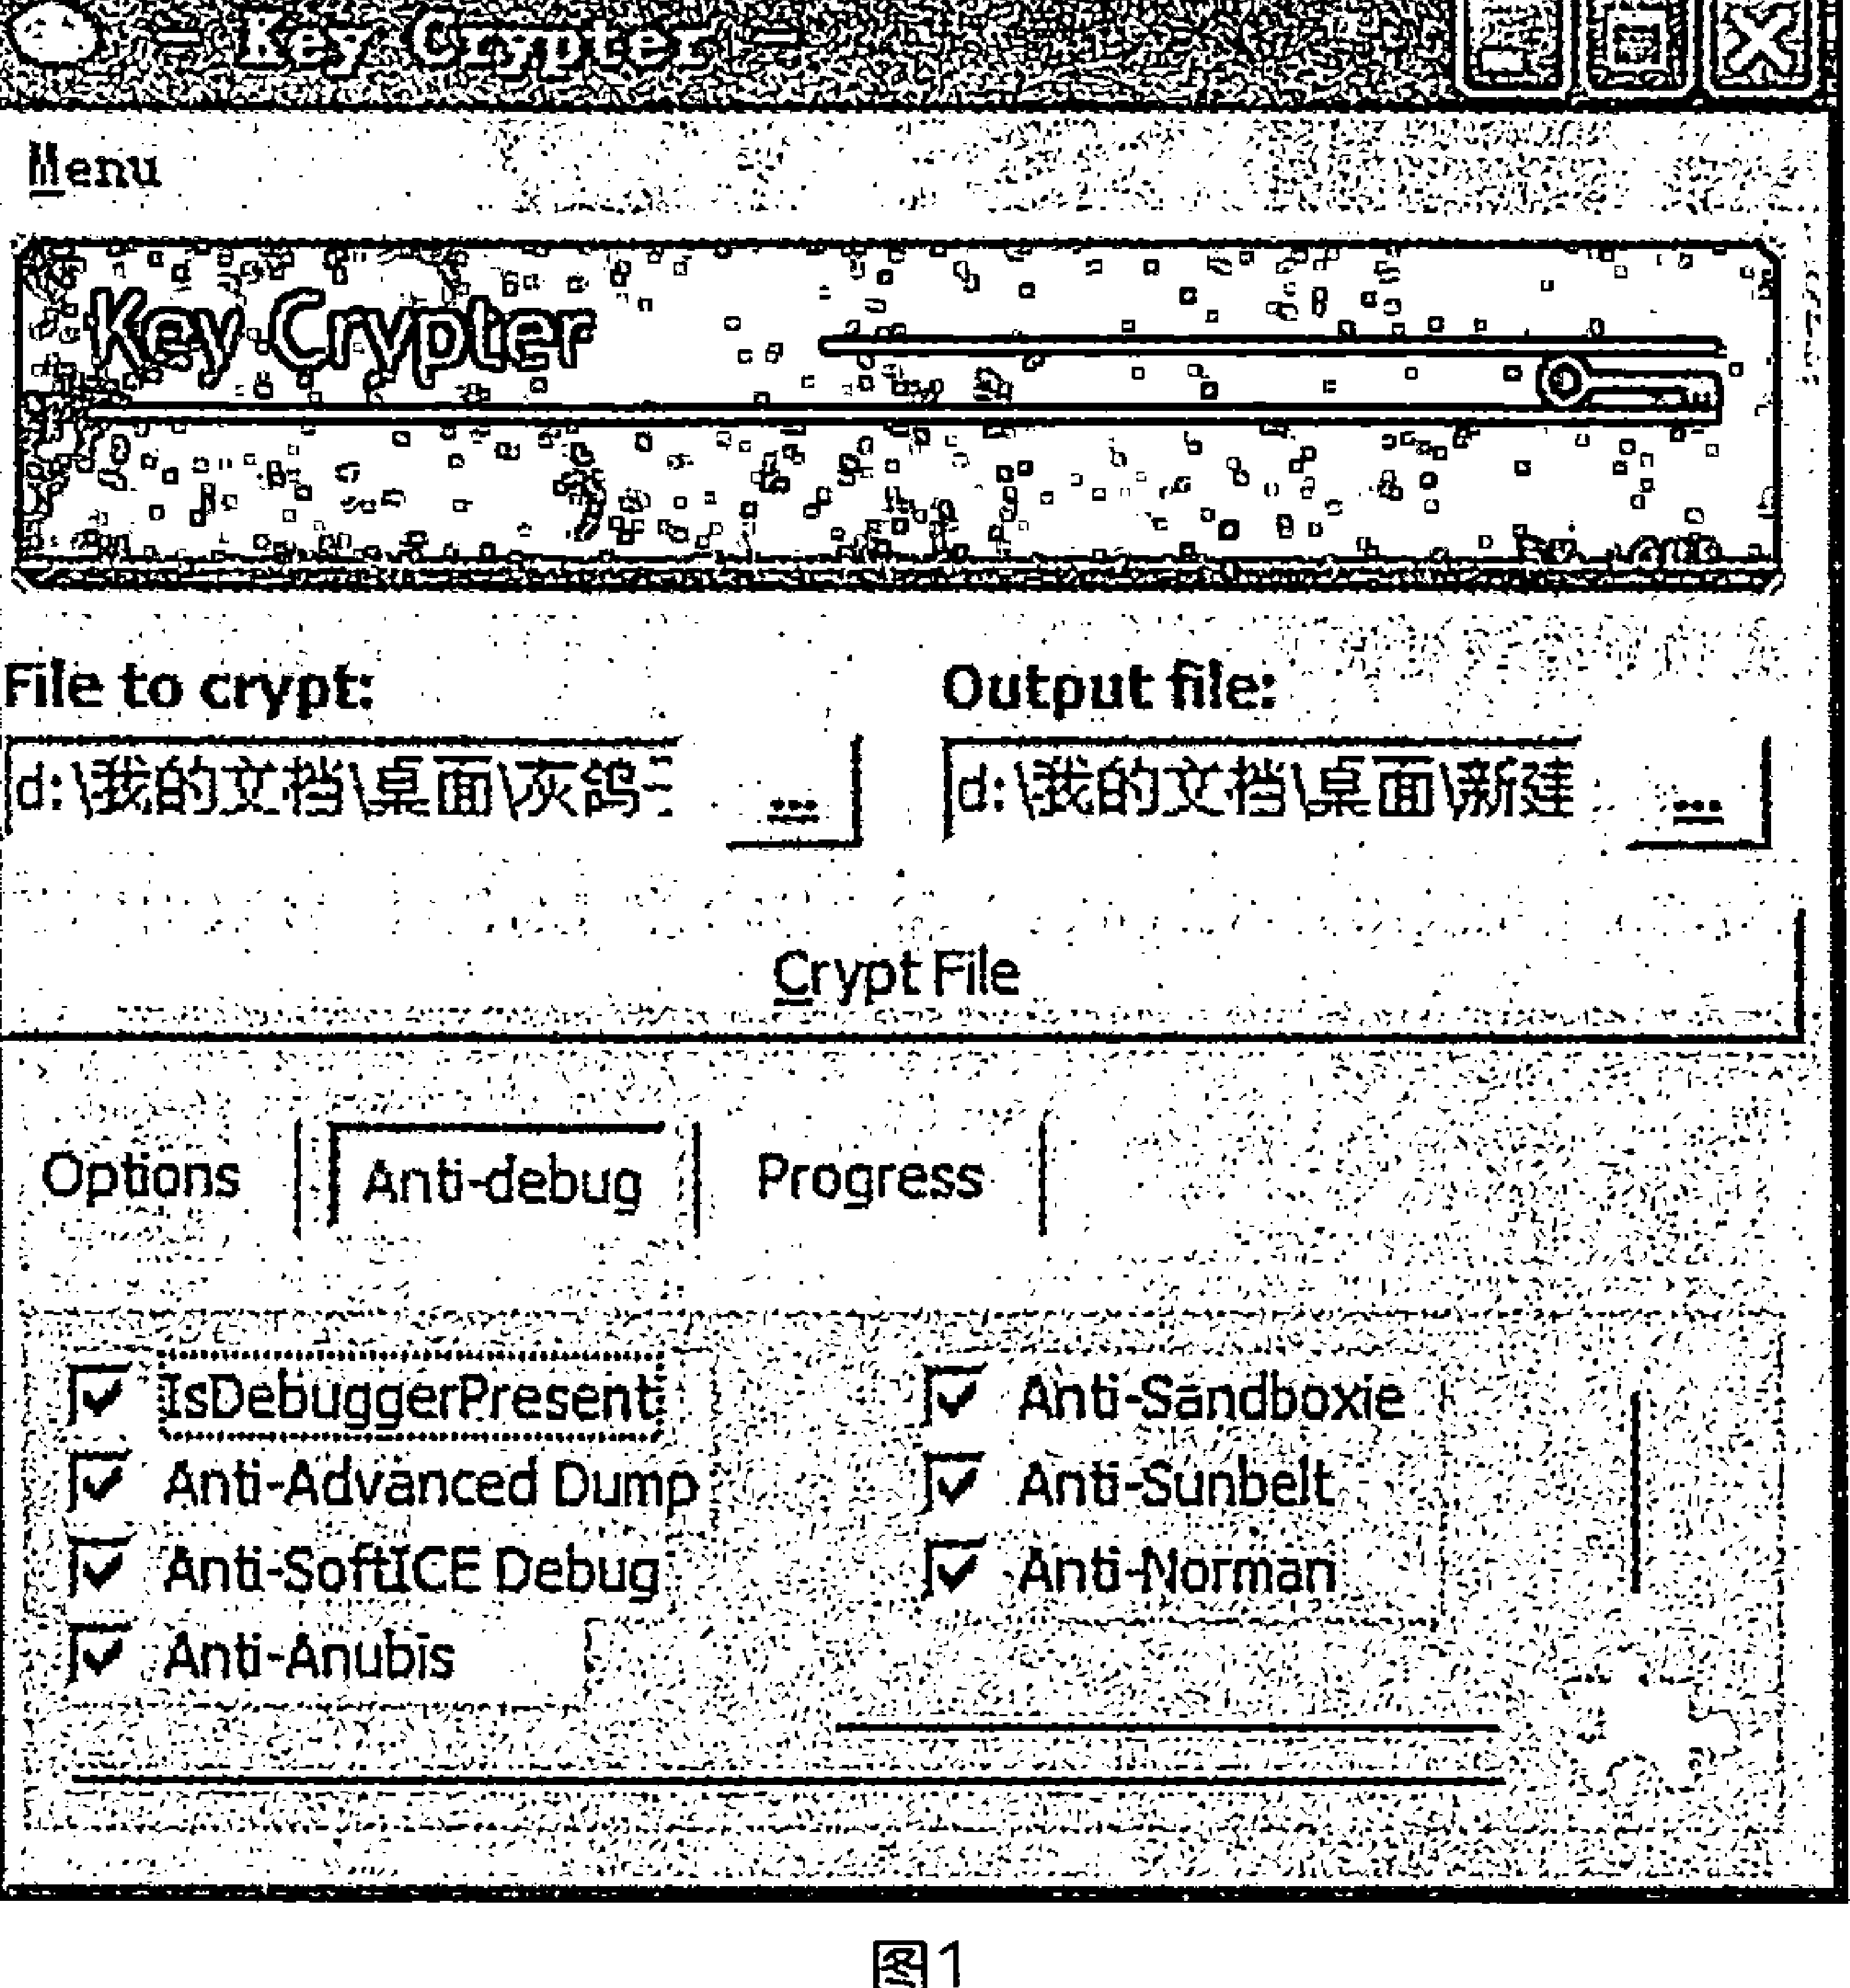 - Key Crypter -
Menu
Key Crypter
File to crypt:
Output file:
d:\我的文档\桌面\灰鸽
...
d:\我的文档\桌面\新建
...
Crypt File
Options
Anti-debug
Progress
IsDebuggerPresent
Anti-Sandboxie
Anti-Advanced Dump
Anti-Sunbelt
Anti-SoftICE Debug
Anti-Norman
Anti-Anubis
图1